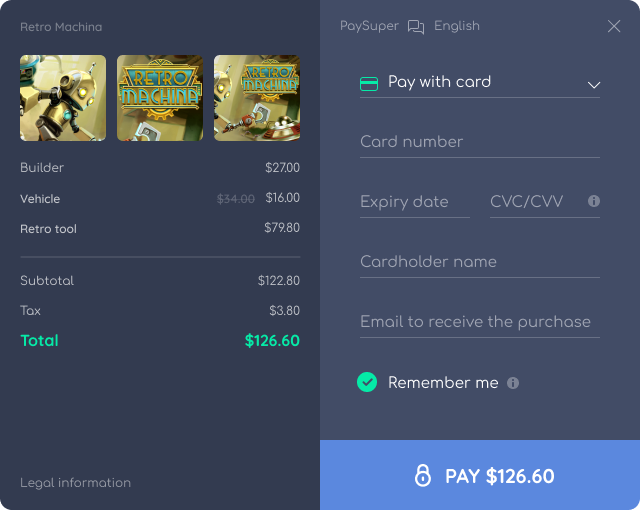 Retro Machina
RETRO
MACHINA
RETRO
MACHINA
Builder $27.00
Vehicle $34.00 $16.00
Retro tool $79.80
Subtotal $122.80
Tax $3.80
Total $126.60
Legal information
PaySuper English
Pay with card
Card number
Expiry date CVC/CVV
Cardholder name
Email to receive the purchase
Remember me
PAY $126.60